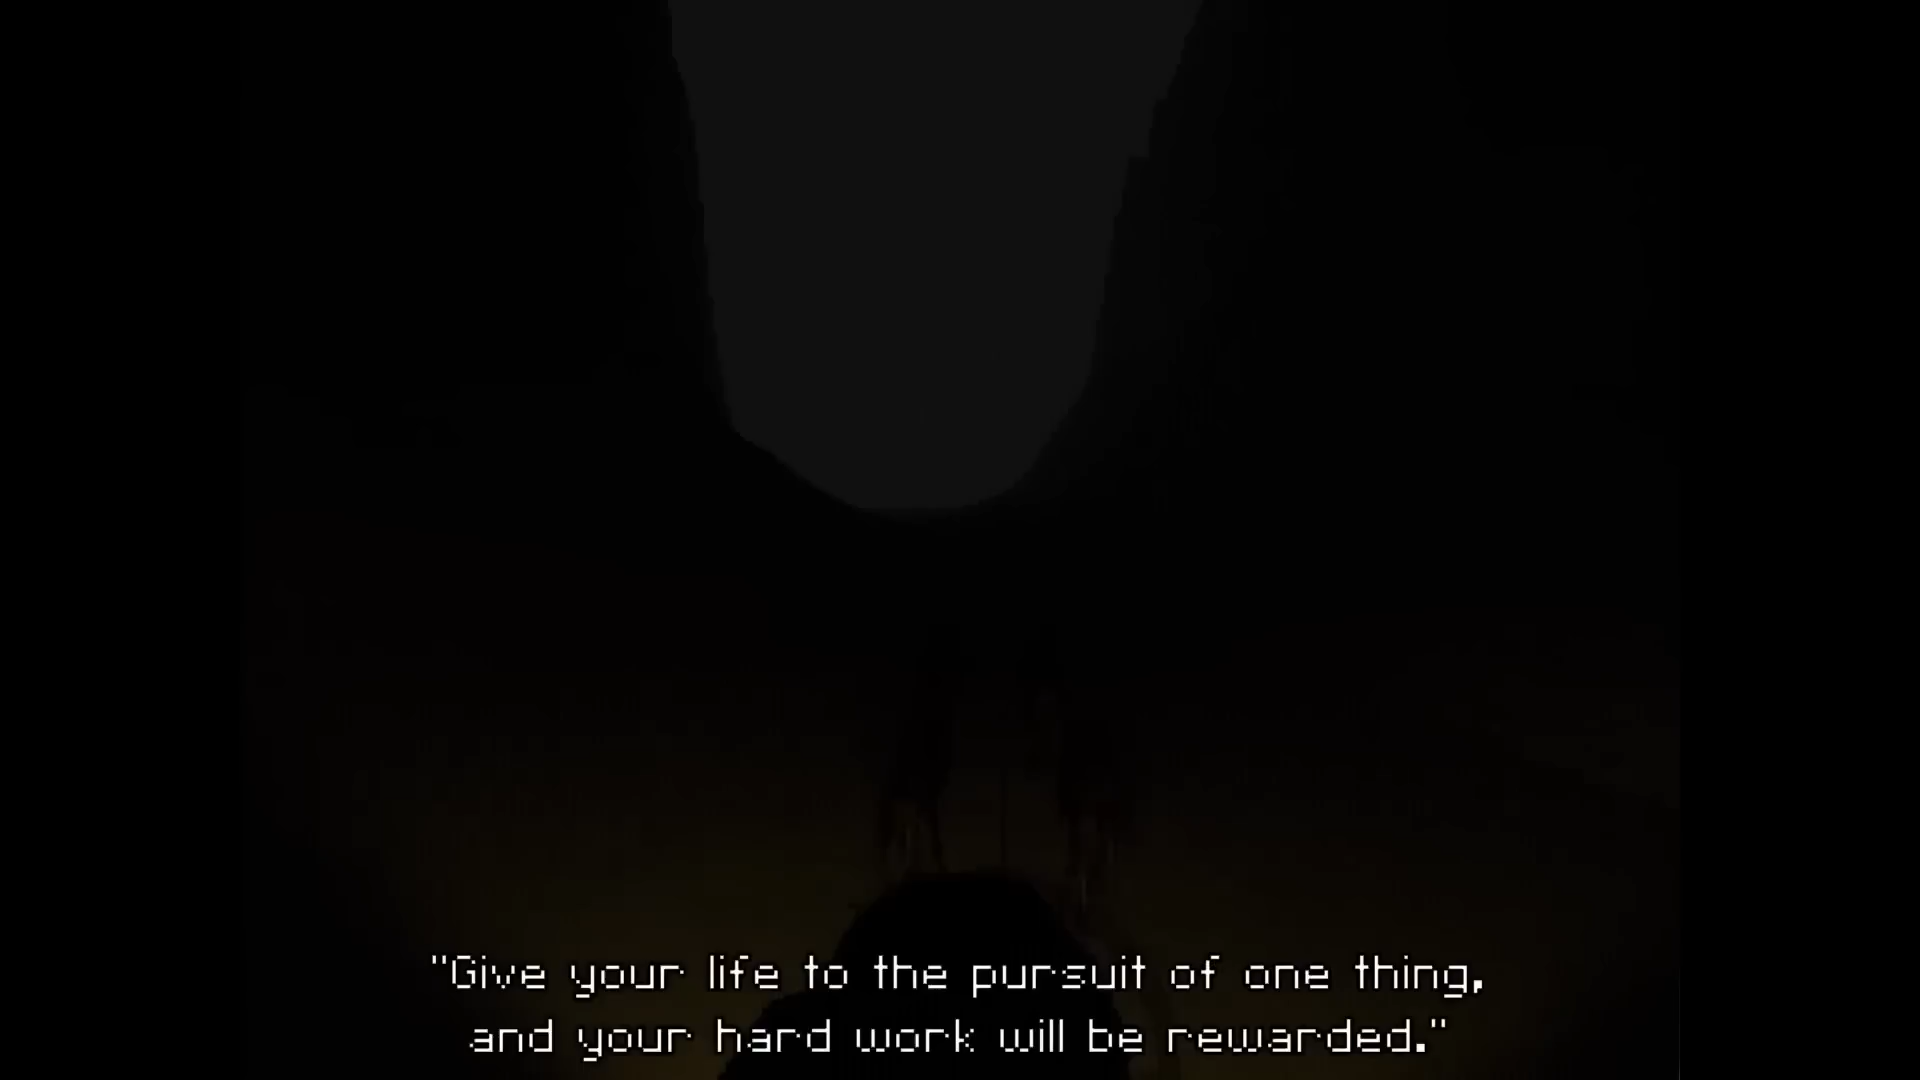 "Give your life to the pursuit of one thing,
and your hard work will be rewarded."